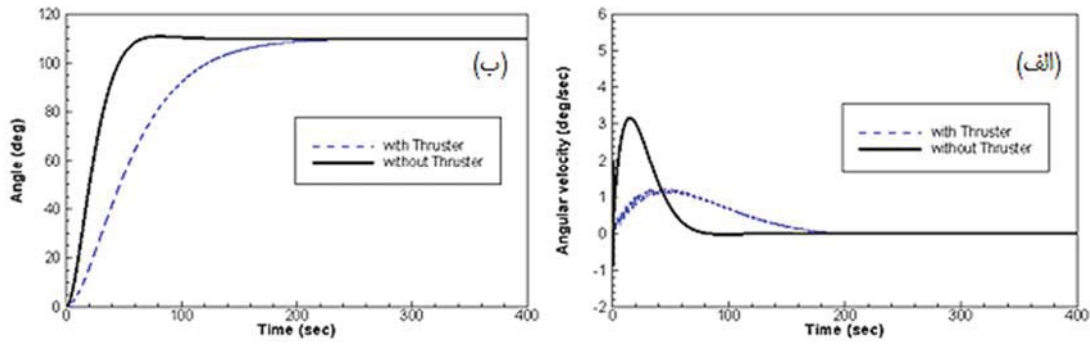 120
100
80
60
40
20
0
Angle (deg)
(ب)
with Thruster
without Thruster
0
100
200
300
400
Time (sec)
6
5
4
3
2
1
0
-1
-2
Angular velocity (deg/sec)
(الف)
with Thruster
without Thruster
0
100
200
300
400
Time (sec)